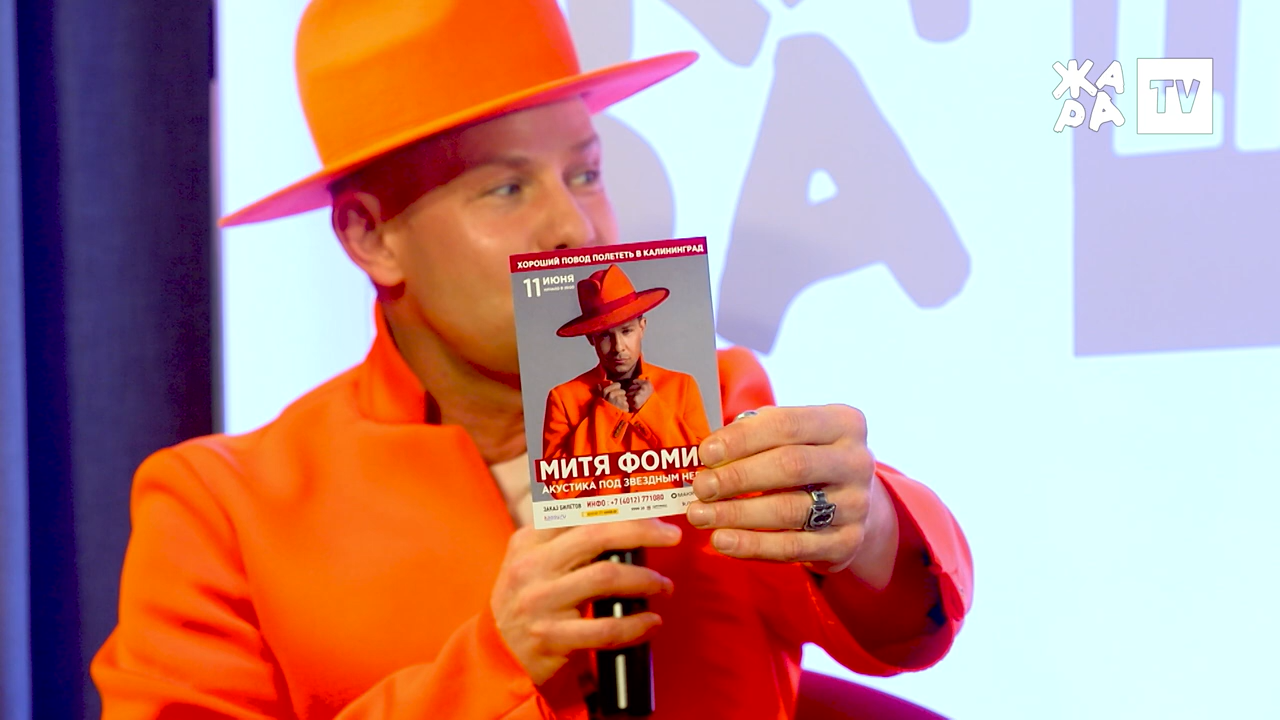 ЖАРА TV
ХОРОШИЙ ПОВОД ПОЛЕТЕТЬ В КАЛИНИНГРАД
11 ИЮНЯ
МИТЯ ФОМИ
АКУСТИКА ПОД ЗВЕЗДНЫМ НЕ
ЗАКАЗ БИЛЕТОВ ИНФО: +7 (4012) 771080